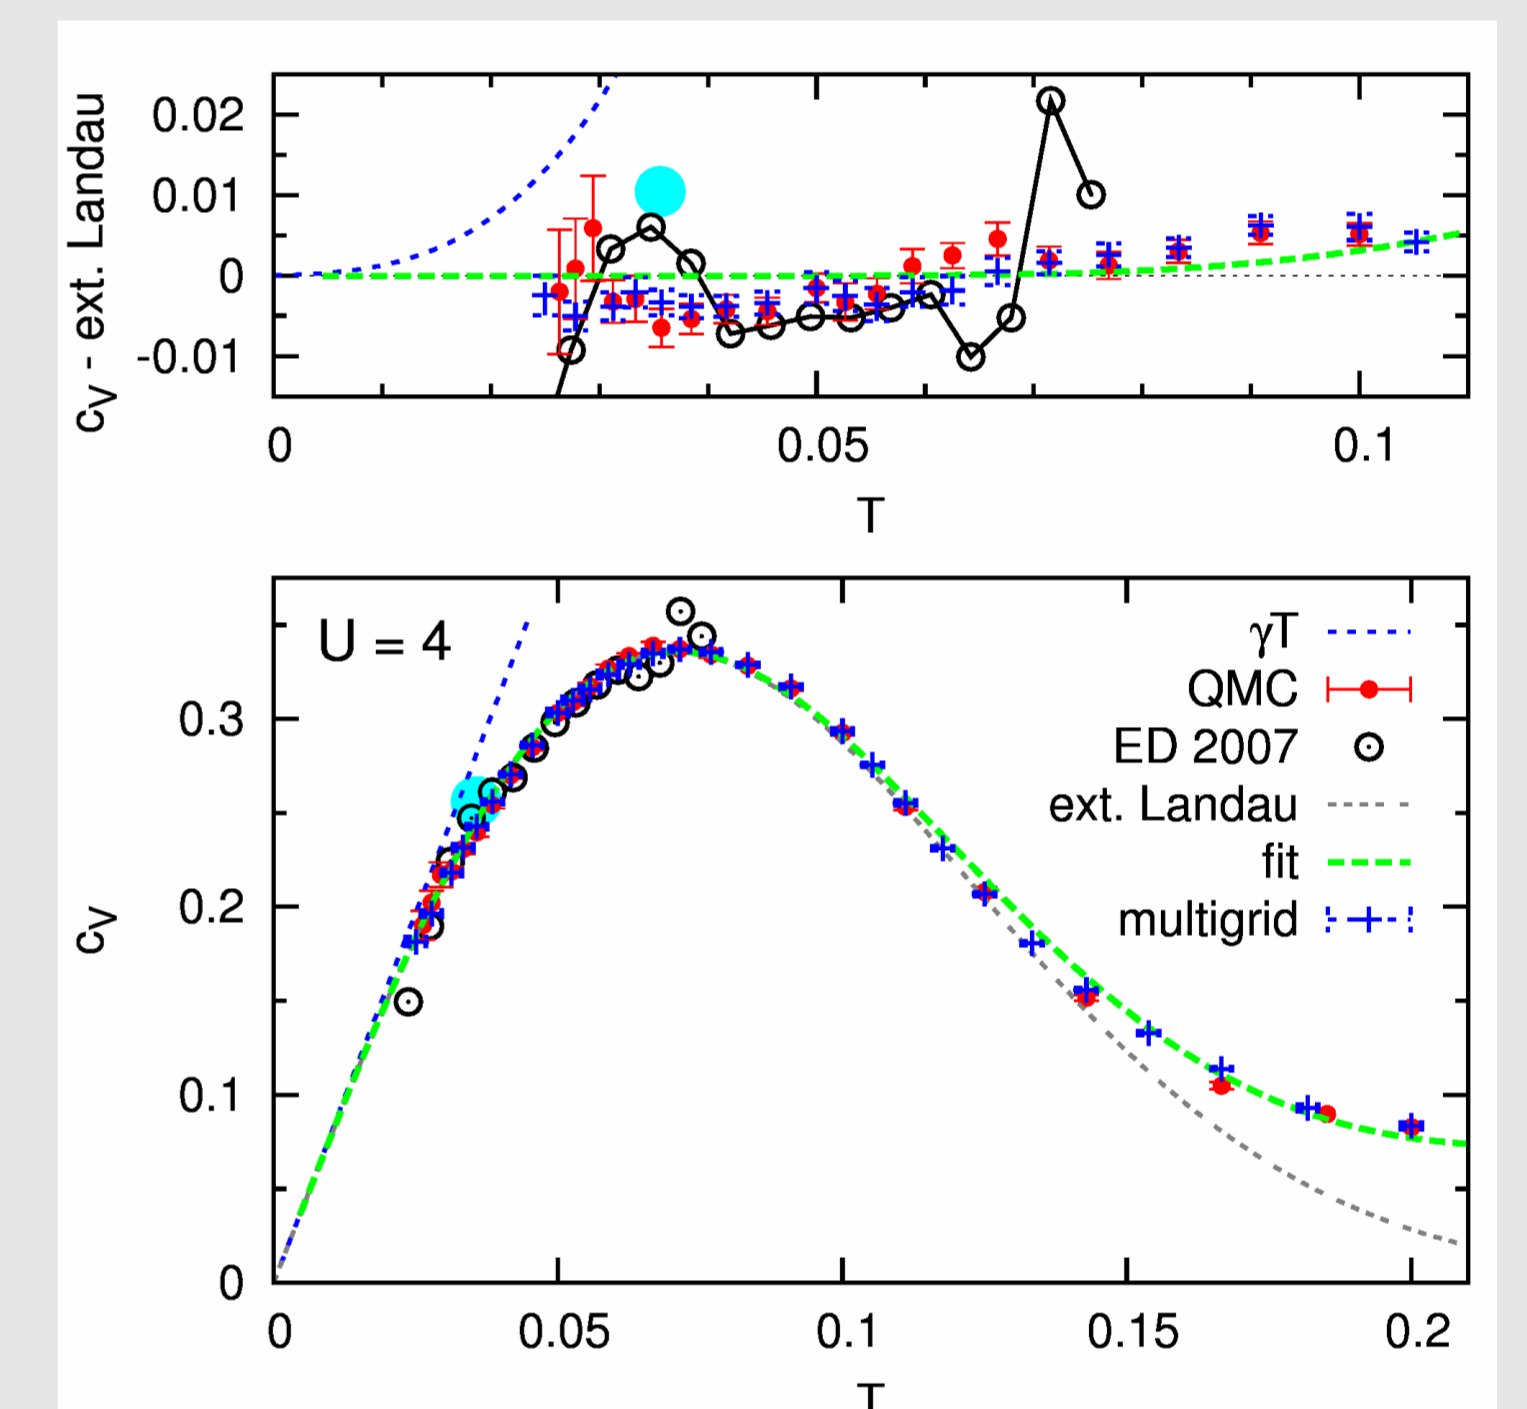 0.02
0.01
0
-0.01
c_V - ext. Landau
0 0.05 0.1
T
U = 4
γT
QMC
ED 2007
ext. Landau
fit
multigrid
0.3
0.2
0.1
0
c_V
0 0.05 0.1 0.15 0.2
T